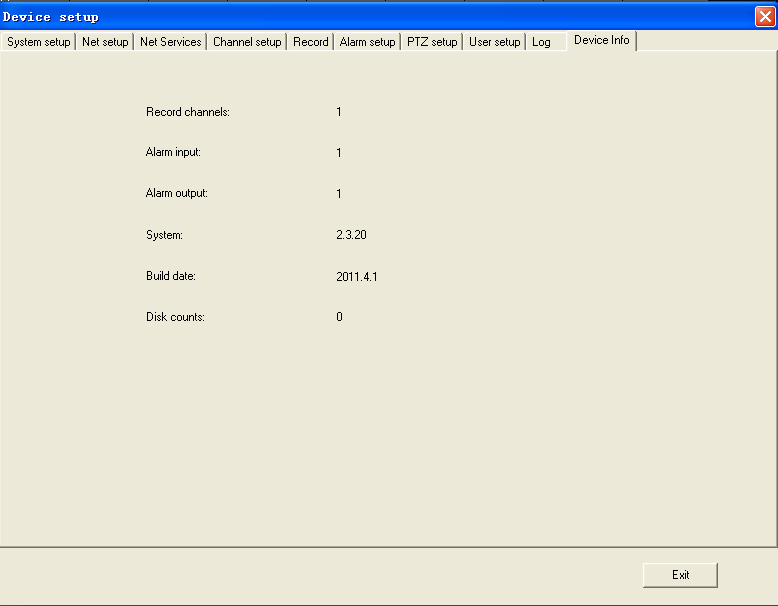 Device setup
System setup Net setup Net Services Channel setup Record Alarm setup PTZ setup User setup Log Device Info
Record channels: 1
Alarm input: 1
Alarm output: 1
System: 2.3.20
Build date: 2011.4.1
Disk counts: 0
Exit